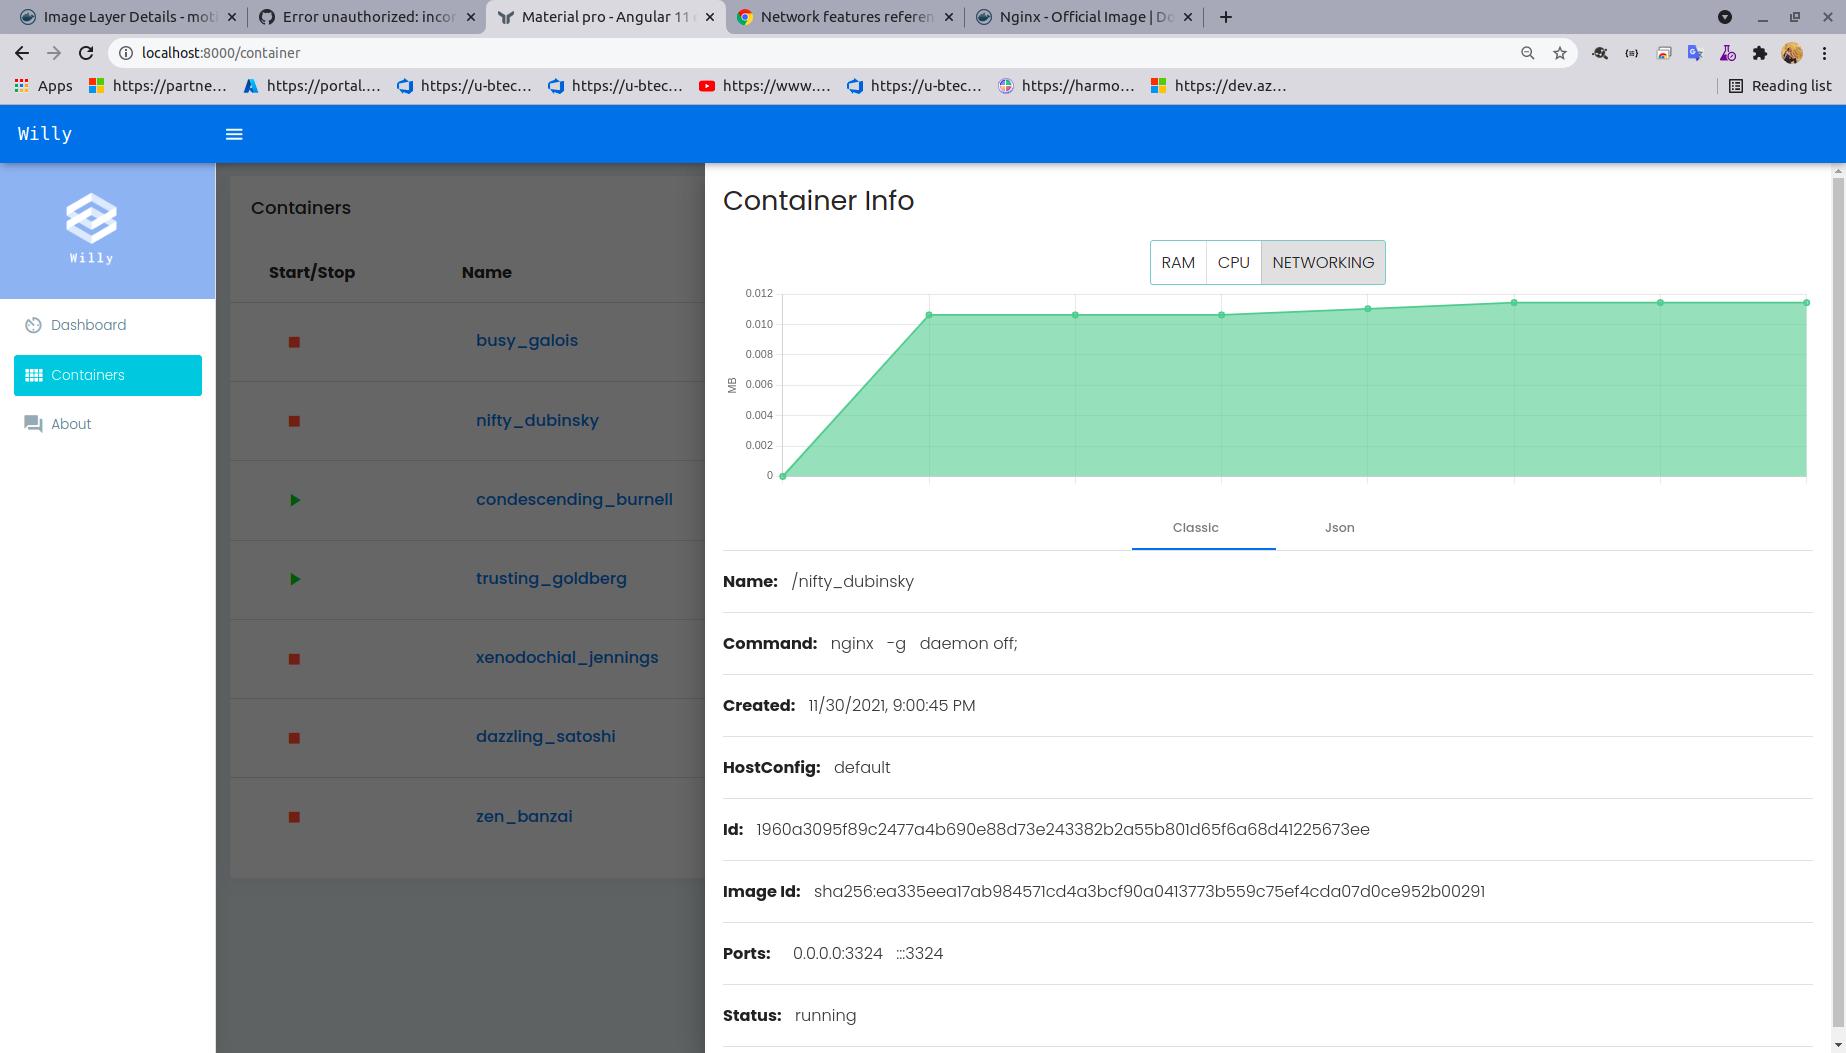 Image Layer Details - moti
Error unauthorized: incor
Material pro - Angular 11
Network features referen
Nginx - Official Image | Do
localhost:8000/container
Apps
https://partne...
https://portal....
https://u-btec...
https://u-btec...
https://www....
https://u-btec...
https://harmo...
https://dev.az...
Reading list
Willy
Willy
Dashboard
Containers
About
Containers
Start/Stop Name
busy_galois
nifty_dubinsky
condescending_burnell
trusting_goldberg
xenodochial_jennings
dazzling_satoshi
zen_banzai
Container Info
RAM CPU NETWORKING
0.012
0.010
0.008
0.006
0.004
0.002
0
MB
Classic Json
Name: /nifty_dubinsky
Command: nginx -g daemon off;
Created: 11/30/2021, 9:00:45 PM
HostConfig: default
Id: 1960a3095f89c2477a4b690e88d73e243382b2a55b801d65f6a68d41225673ee
Image Id: sha256:ea335eea17ab984571cd4a3bcf90a0413773b559c75ef4cda07d0ce952b00291
Ports: 0.0.0.0:3324 :::3324
Status: running